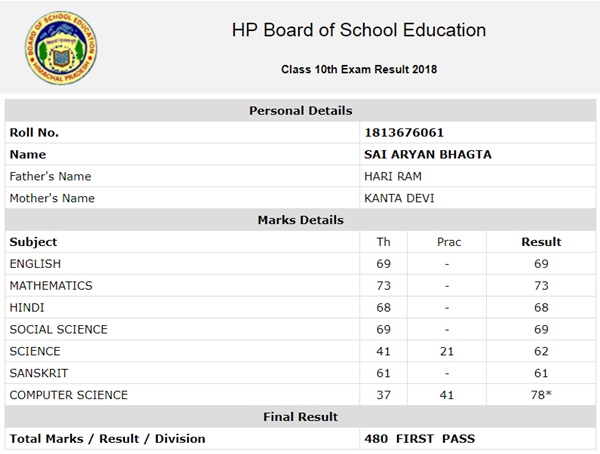 BOARD OF SCHOOL EDUCATION
HIMACHAL PRADESH
HP Board of School Education
Class 10th Exam Result 2018
Personal Details
Roll No. 1813676061
Name SAI ARYAN BHAGTA
Father's Name HARI RAM
Mother's Name KANTA DEVI
Marks Details
Subject Th Prac Result
ENGLISH 69 - 69
MATHEMATICS 73 - 73
HINDI 68 - 68
SOCIAL SCIENCE 69 - 69
SCIENCE 41 21 62
SANSKRIT 61 - 61
COMPUTER SCIENCE 37 41 78*
Final Result
Total Marks / Result / Division 480 FIRST PASS